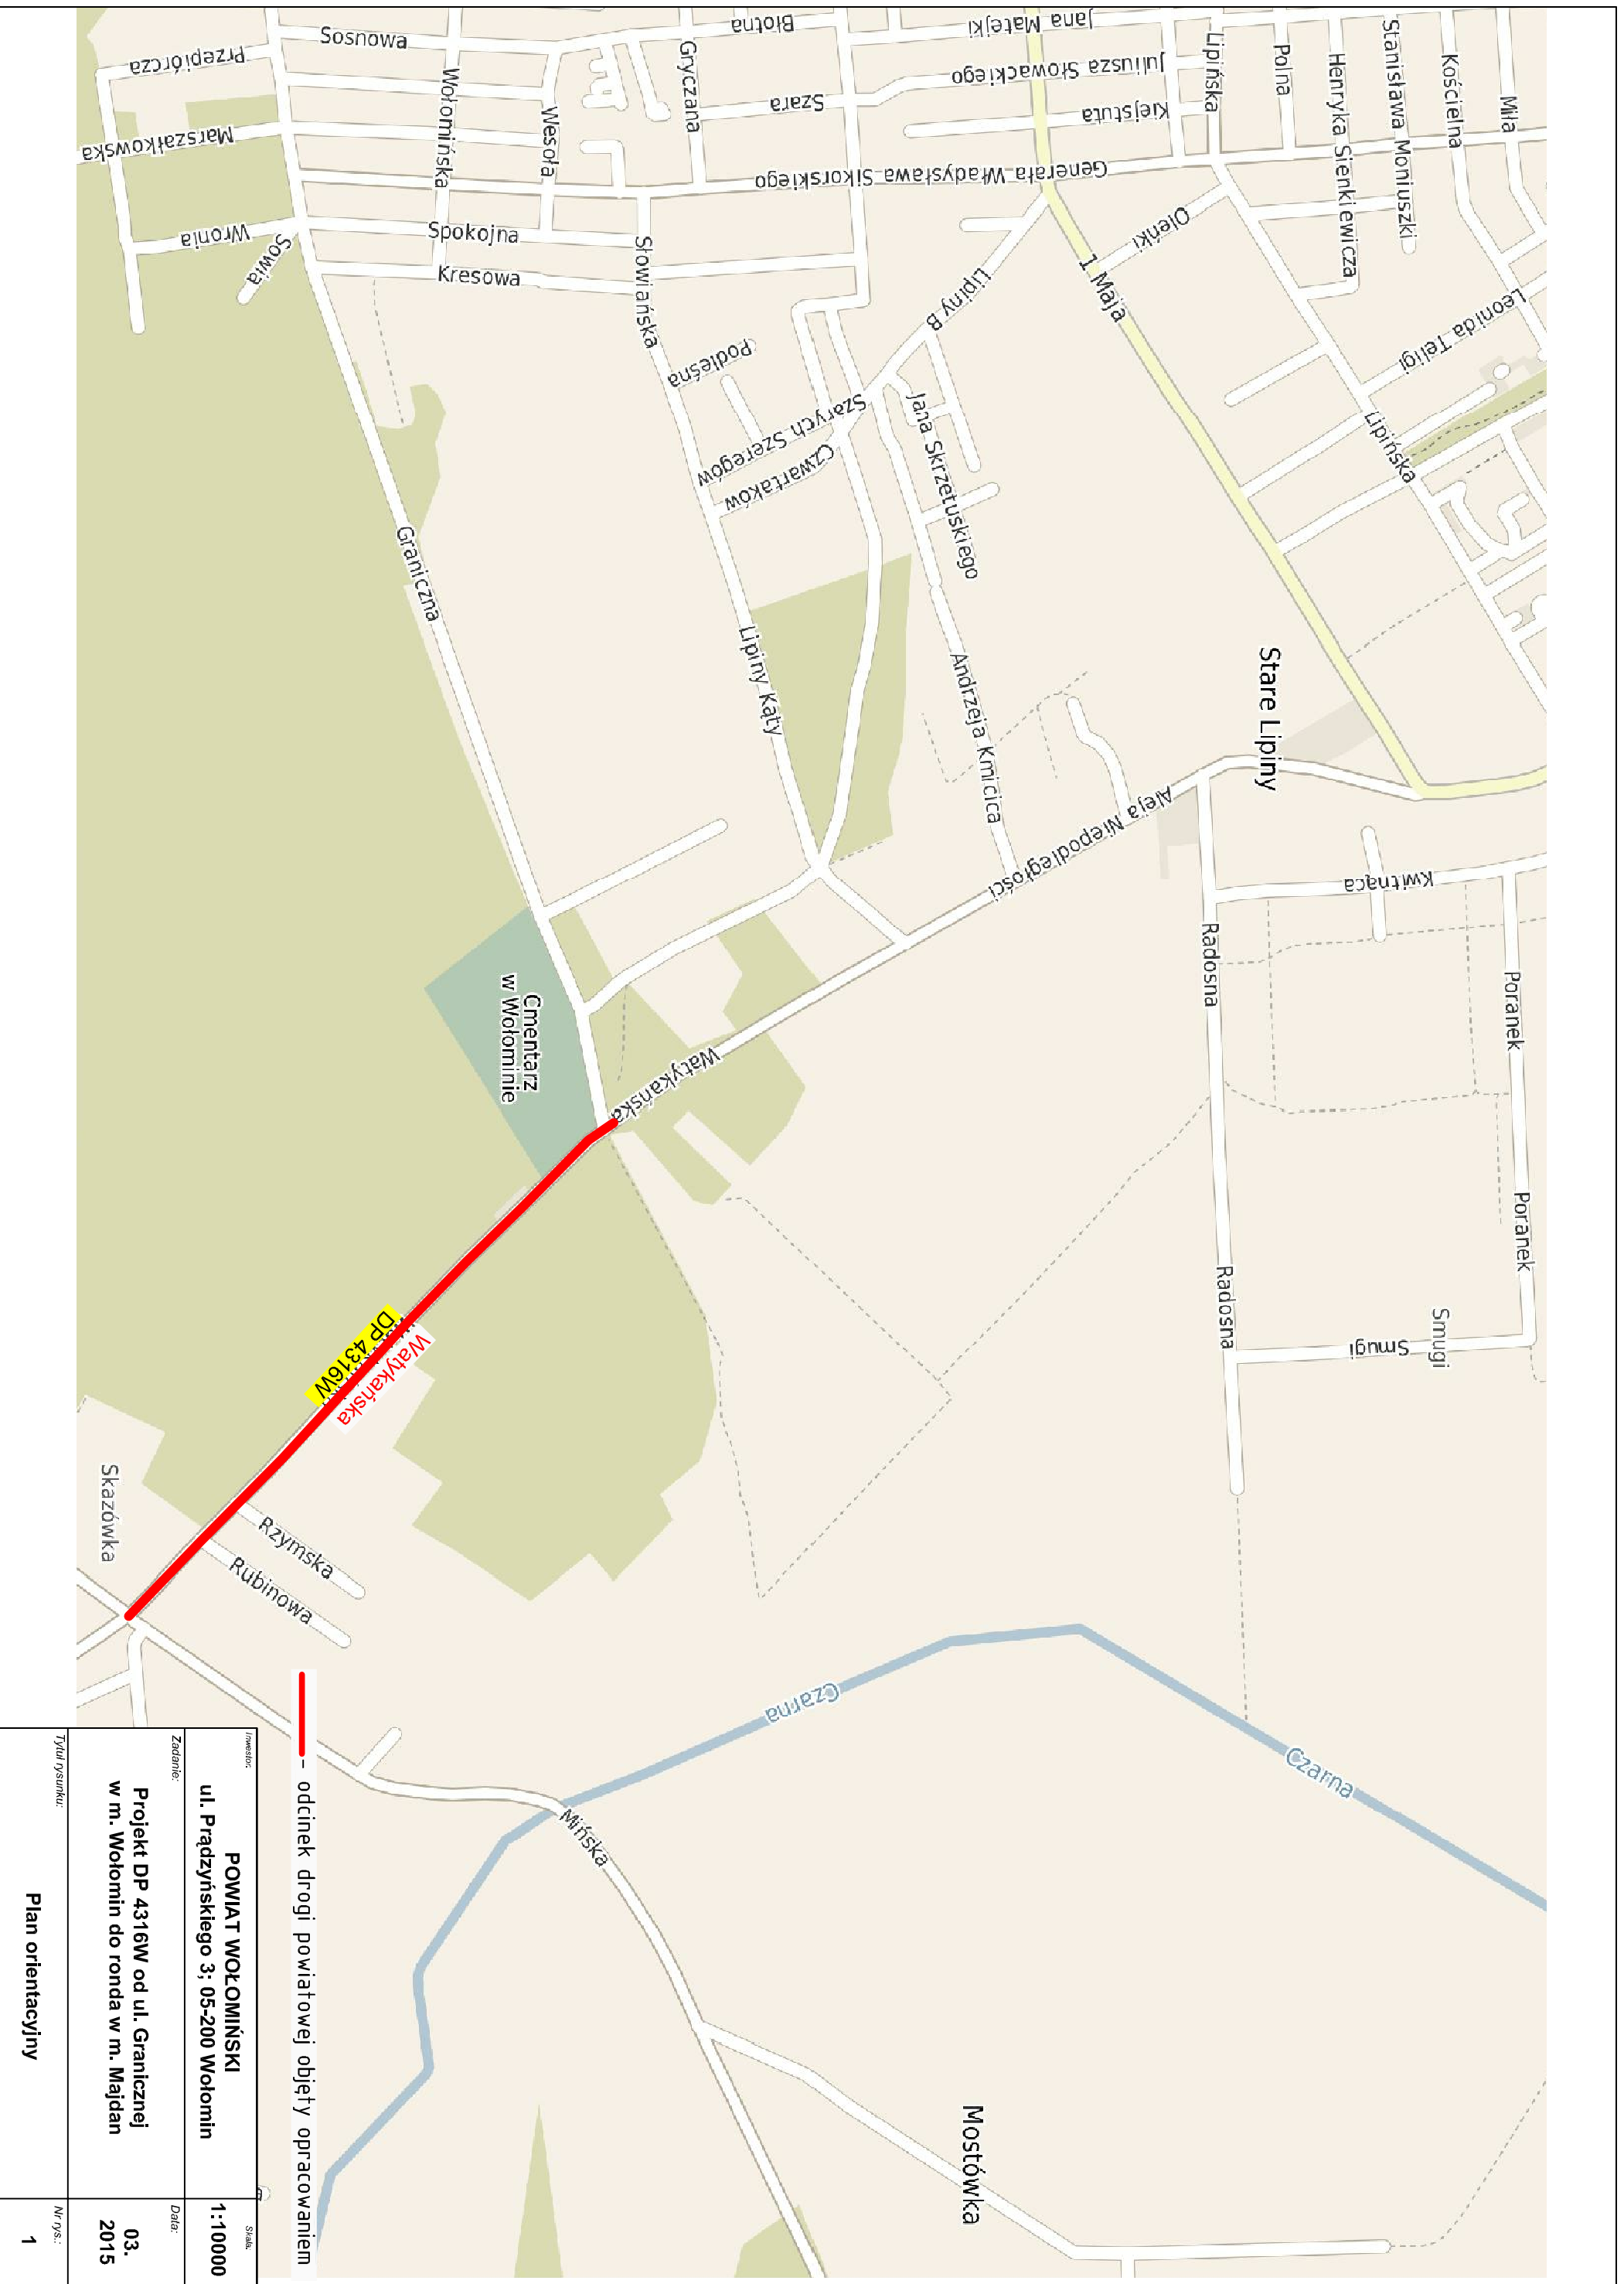 Sosnowa
Przepiórcza
Wołomińska
Wesoła
Marszałkowska
Wronia
Sowia
Spokojna
Kresowa
Gryczana
Błotna
Szara
Jana Matejki
Juliusza Słowackiego
Kiejstuta
Generała Władysława Sikorskiego
Lipińska
Polna
Henryka Sienkiewicza
Stanisława Moniuszki
Kościelna
Miła
Olenki
1 Maja
Lipiny B
Leonida Teligi
Lipińska
Słowiańska
Podleśna
Szarych Szeregów
Czwartaków
Jana Skrzetuskiego
Graniczna
Lipiny Kąty
Andrzeja Kmicica
Stare Lipiny
Aleja Niepodległości
Kwitnąca
Radosna
Poranek
Cmentarz
w Wołominie
Watykańska
Poranek
Radosna
Smugi
Smugi
DP 4316W
Watykańska
Skazówka
Rzymska
Rubinowa
Czarna
Czarna
Mińska
Mostówka
- odcinek drogi powiatowej objęty opracowaniem
Inwestor:
POWIAT WOŁOMIŃSKI
ul. Prądzyńskiego 3; 05-200 Wołomin
Skala:
1:10000
Zadanie:
Projekt DP 4316W od ul. Granicznej
w m. Wołomin do ronda w m. Majdan
Data:
03.
2015
Tytuł rysunku:
Plan orientacyjny
Nr rys.:
1